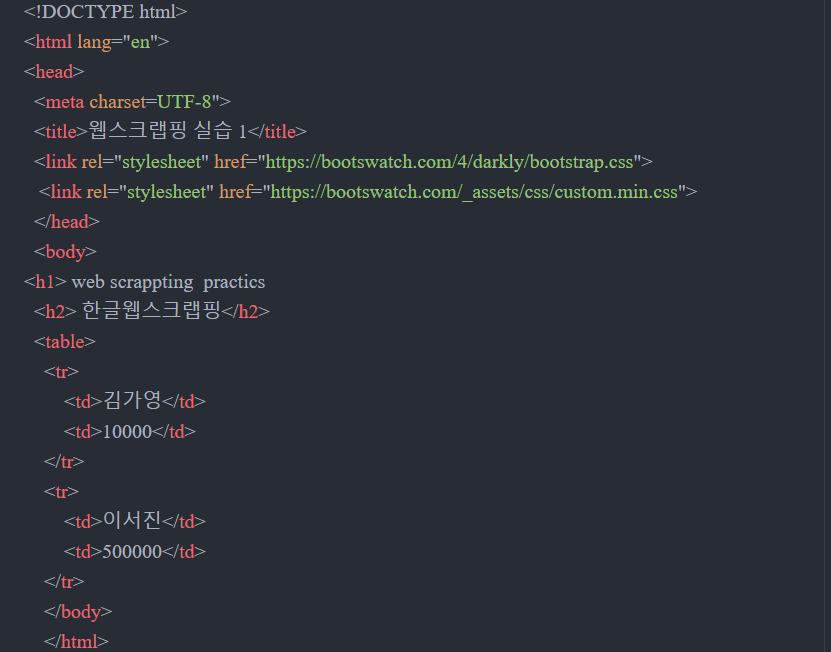 <!DOCTYPE html>
<html lang="en">
<head>
<meta charset=UTF-8">
<title>웹스크랩핑 실습 1</title>
<link rel="stylesheet" href="https://bootswatch.com/4/darkly/bootstrap.css">
<link rel="stylesheet" href="https://bootswatch.com/_assets/css/custom.min.css">
</head>
<body>
<h1> web scrappting  practics
<h2> 한글웹스크랩핑</h2>
<table>
<tr>
<td>김가영</td>
<td>10000</td>
</tr>
<tr>
<td>이서진</td>
<td>500000</td>
</tr>
</body>
</html>